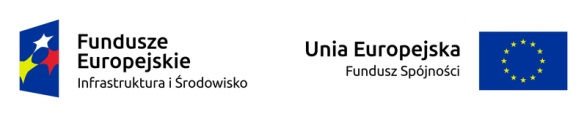 Fundusze
Europejskie
Infrastruktura i Środowisko
Unia Europejska
Fundusz Spójności